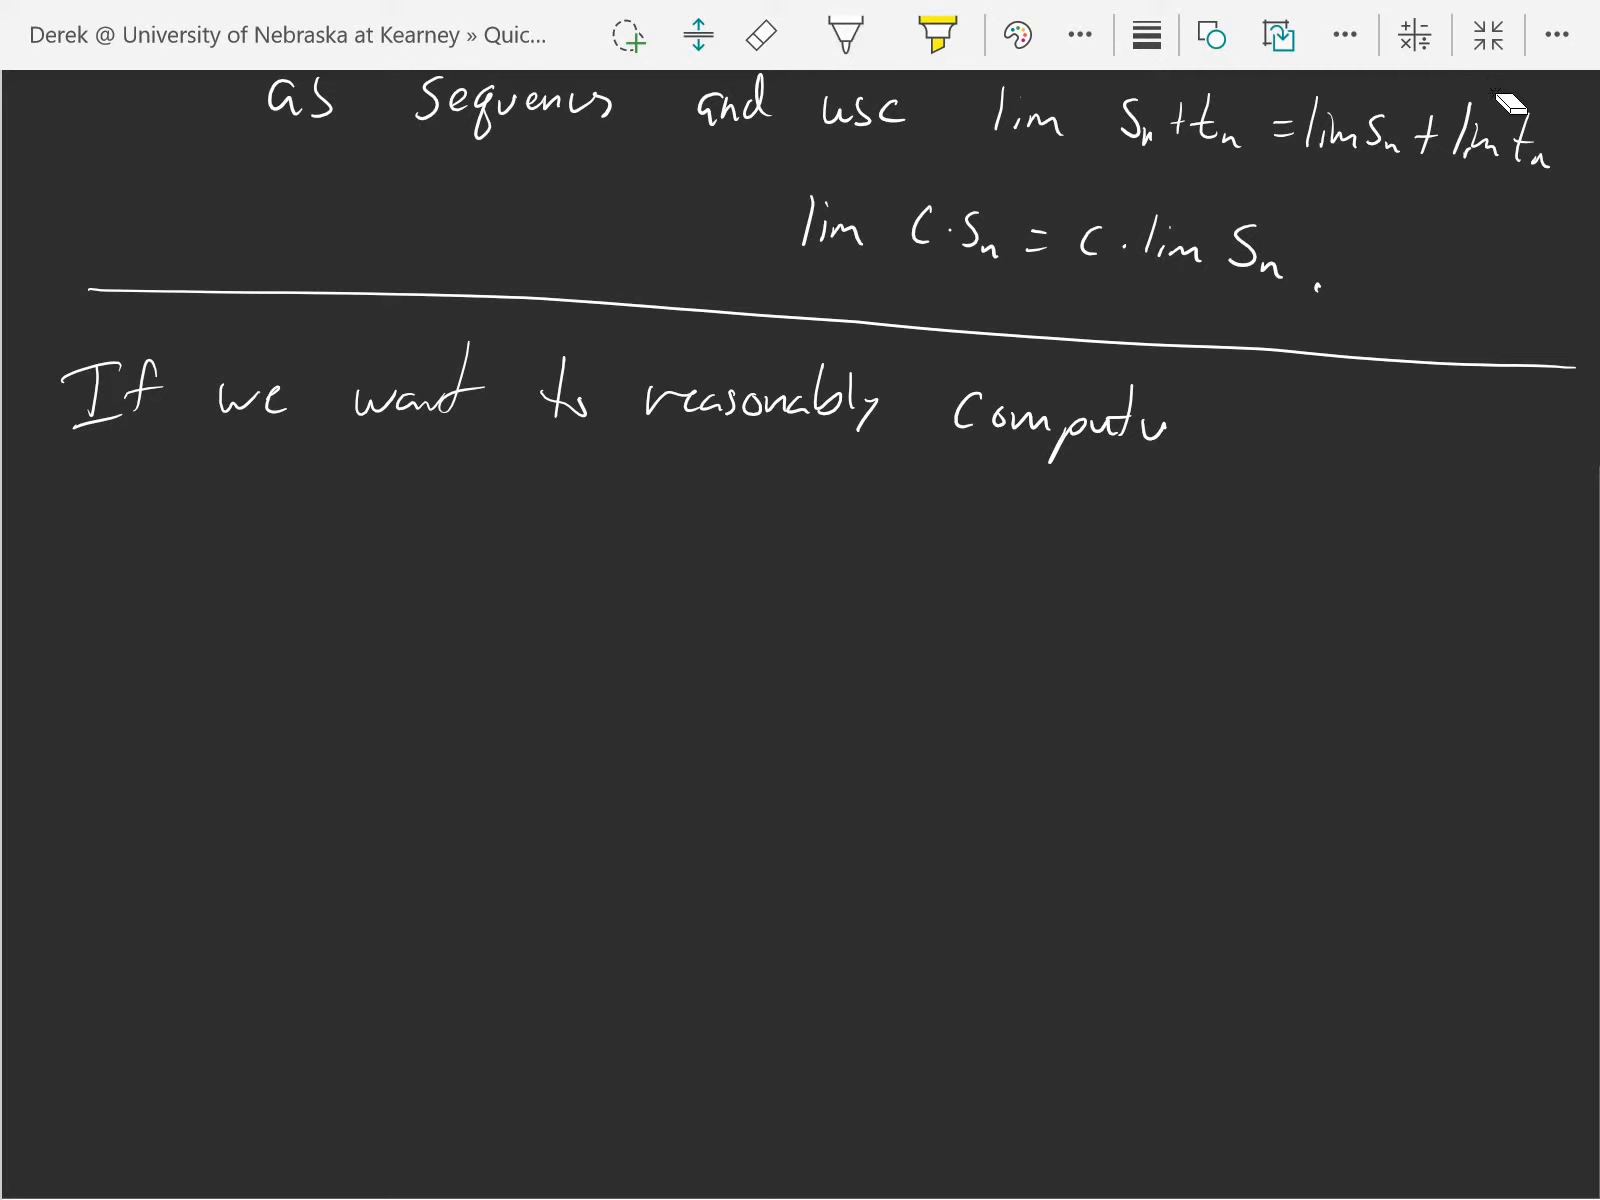 Derek @ University of Nebraska at Kearney » Quic...
as sequences and use lim Sₙ + tₙ = lim Sₙ + lim tₙ
lim C · Sₙ = C · lim Sₙ .
If we want to reasonably compute